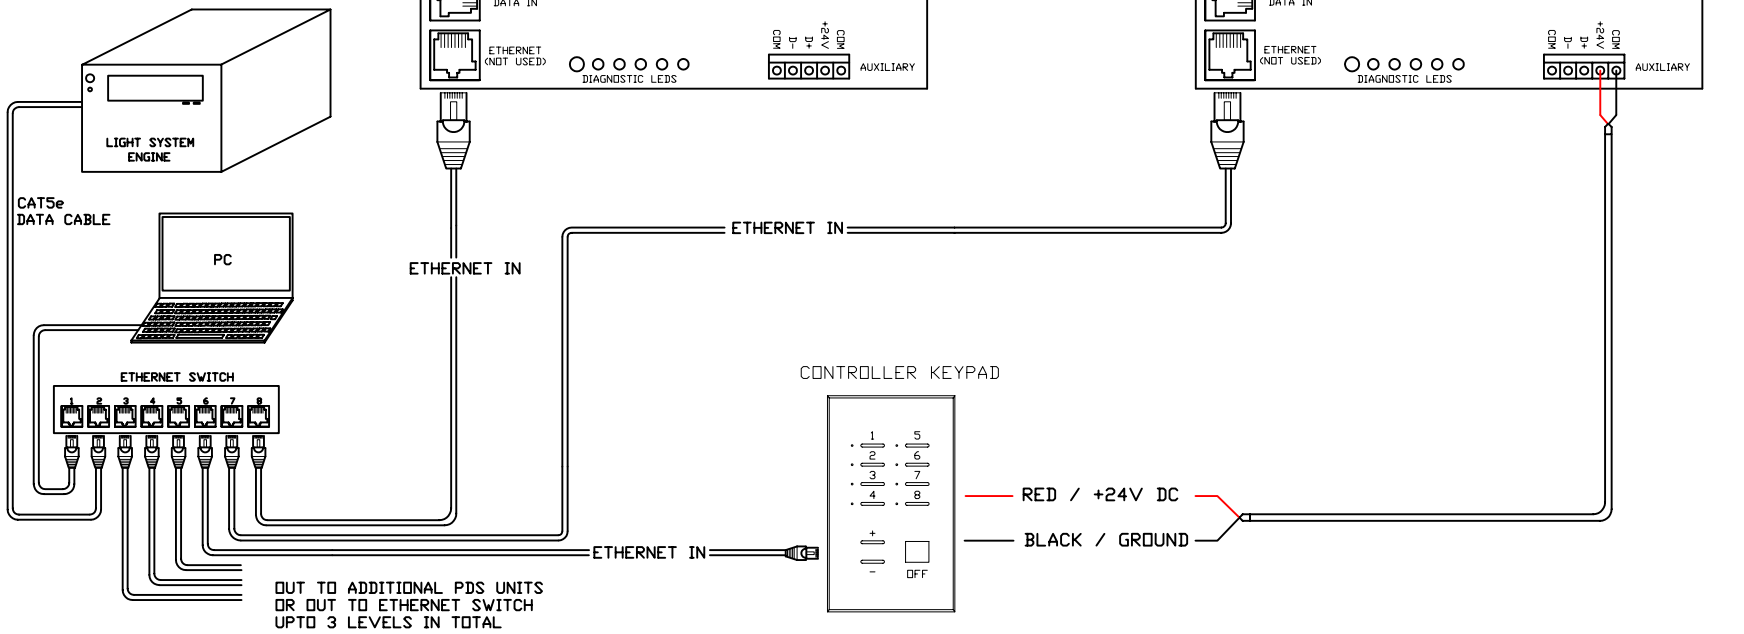 DATA IN
ETHERNET
(NOT USED)
DIAGNOSTIC LEDS
COM
D-
D+
+24V
COM
AUXILIARY
DATA IN
ETHERNET
(NOT USED)
DIAGNOSTIC LEDS
COM
D-
D+
+24V
COM
AUXILIARY
LIGHT SYSTEM
ENGINE
CAT5e
DATA CABLE
PC
ETHERNET IN
ETHERNET IN
ETHERNET SWITCH
1 2 3 4 5 6 7 8
CONTROLLER KEYPAD
1 5
2 6
3 7
4 8
+
-
OFF
RED / +24V DC
BLACK / GROUND
ETHERNET IN
OUT TO ADDITIONAL PDS UNITS
OR OUT TO ETHERNET SWITCH
UPTO 3 LEVELS IN TOTAL